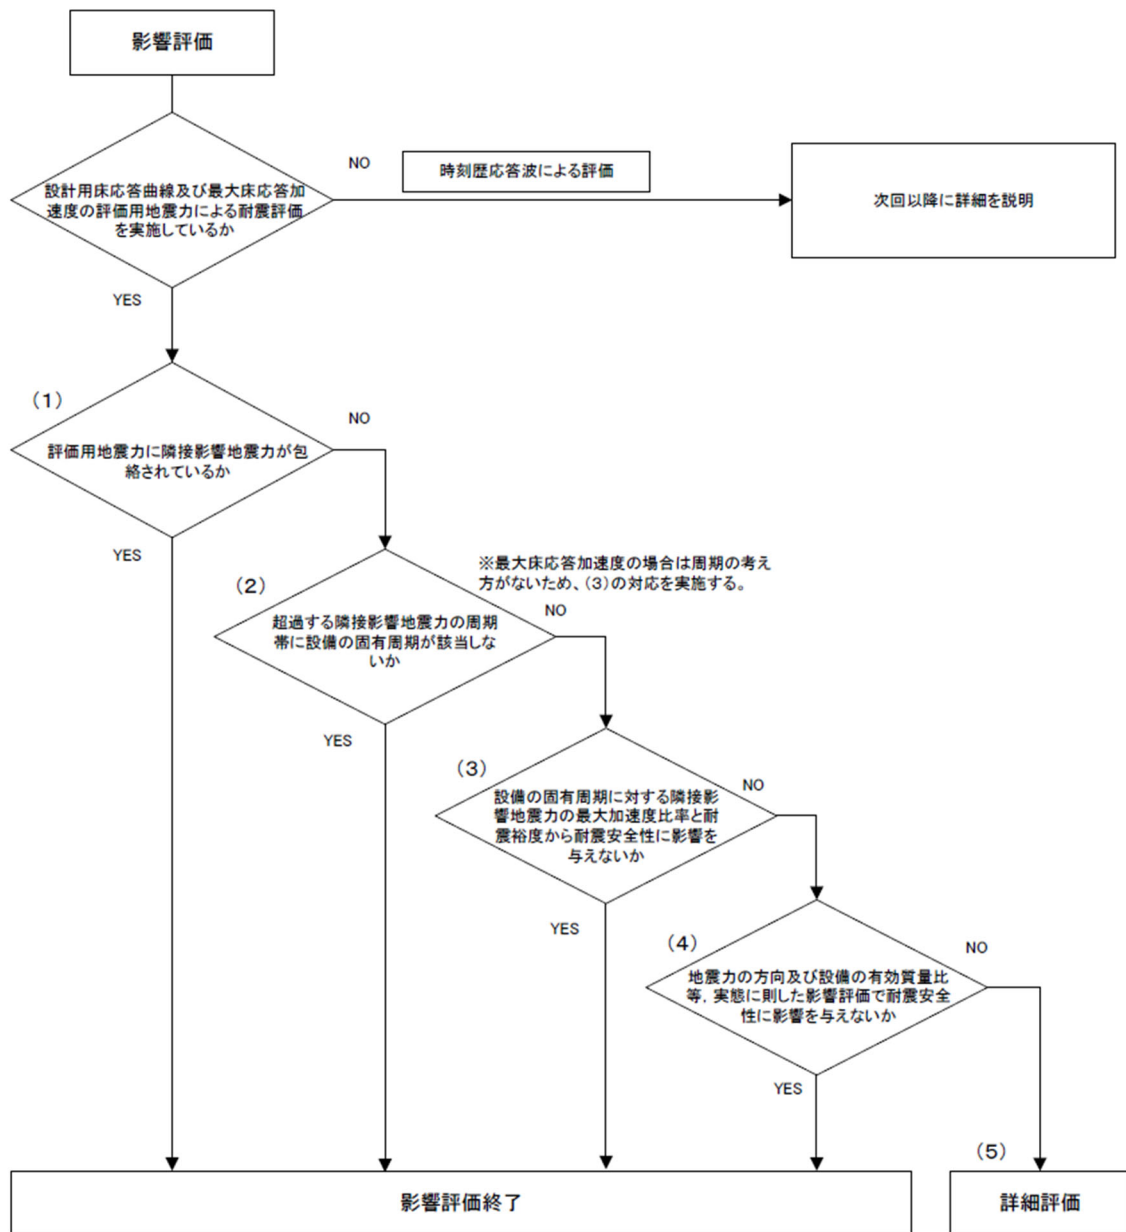 影響評価
設計用床応答曲線及び最大床応答加
速度の評価用地震力による耐震評価
を実施しているか
NO
時刻歴応答波による評価
次回以降に詳細を説明
YES
(1)
評価用地震力に隣接影響地震力が包
絡されているか
NO
YES
※最大床応答加速度の場合は周期の考え
方がないため、(3)の対応を実施する。
(2)
超過する隣接影響地震力の周期
帯に設備の固有周期が該当しな
いか
NO
YES
(3)
設備の固有周期に対する隣接影
響地震力の最大加速度比率と耐
震裕度から耐震安全性に影響を
与えないか
NO
YES
(4)
地震力の方向及び設備の有効質量比
等，実態に則した影響評価で耐震安全
性に影響を与えないか
NO
YES
影響評価終了
(5)
詳細評価